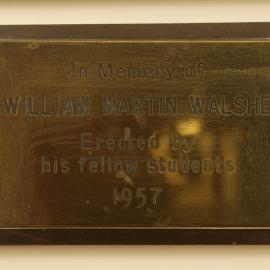 In Memory of
WILLIAM MARTIN WALSHE
Erected by
his fellow students
1957